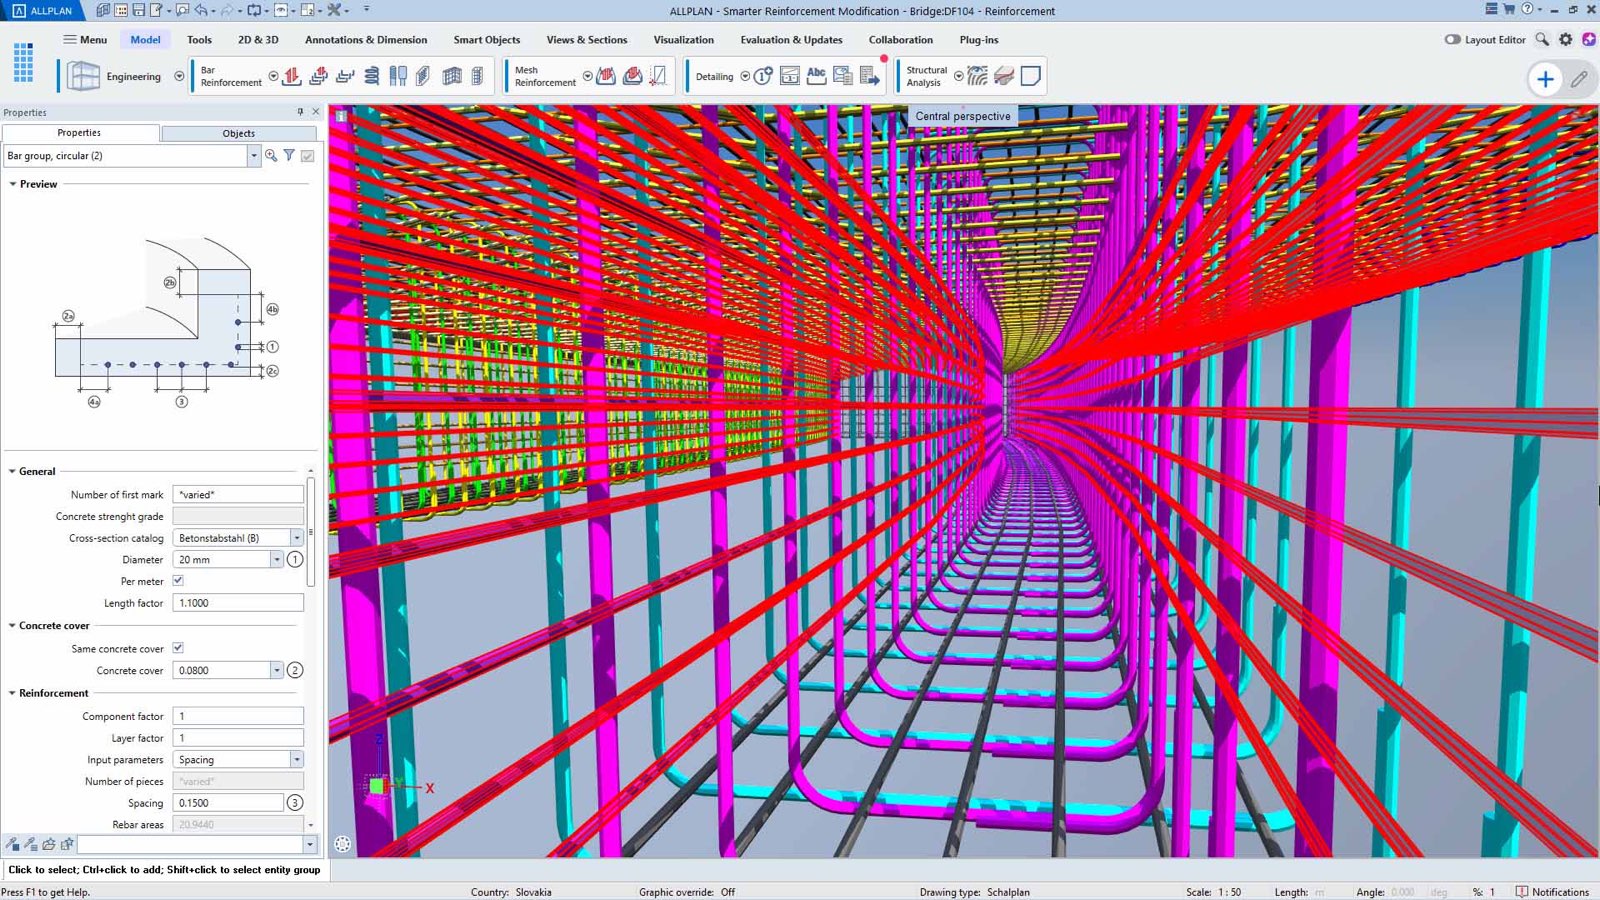 ALLPLAN
ALLPLAN - Smarter Reinforcement Modification - Bridge:DF104 - Reinforcement
Menu
Model
Tools
2D & 3D
Annotations & Dimension
Smart Objects
Views & Sections
Visualization
Evaluation & Updates
Collaboration
Plug-ins
Layout Editor
Engineering
Bar
Reinforcement
Mesh
Reinforcement
Detailing
Abc
Structural
Analysis
Properties
Properties
Objects
Central perspective
Bar group, circular (2)
Preview
2b
4b
2a
1
2c
4a
3
General
Number of first mark *varied*
Concrete strenght grade
Cross-section catalog Betonstabstahl (B)
Diameter 20 mm 1
Per meter
Length factor 1.1000
Concrete cover
Same concrete cover
Concrete cover 0.0800 2
Reinforcement
Component factor 1
Layer factor 1
Input parameters Spacing
Number of pieces *varied*
Spacing 0.1500 3
Rebar areas 20.9440
Z
Y
X
Click to select; Ctrl+click to add; Shift+click to select entity group
Press F1 to get Help.
Country: Slovakia
Graphic override: Off
Drawing type: Schalplan
Scale: 1 : 50
Length: m
Angle: 0.000 deg
%: 1
Notifications